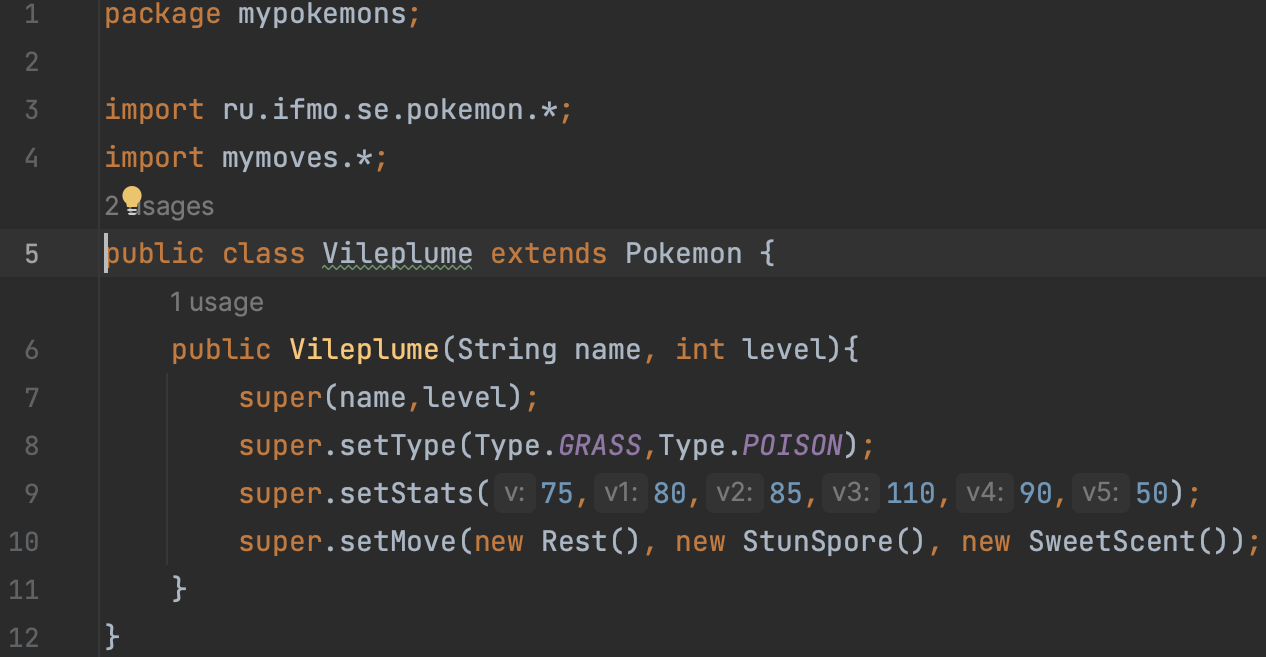 1 package mypokemons;
2
3 import ru.ifmo.se.pokemon.*;
4 import mymoves.*;
2 usages
5 public class Vileplume extends Pokemon {
1 usage
6 public Vileplume(String name, int level){
7 super(name,level);
8 super.setType(Type.GRASS,Type.POISON);
9 super.setStats( v: 75, v1: 80, v2: 85, v3: 110, v4: 90, v5: 50);
10 super.setMove(new Rest(), new StunSpore(), new SweetScent());
11 }
12 }